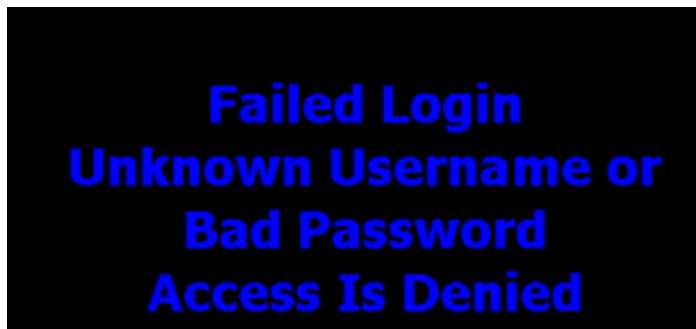 Failed Login
Unknown Username or
Bad Password
Access Is Denied